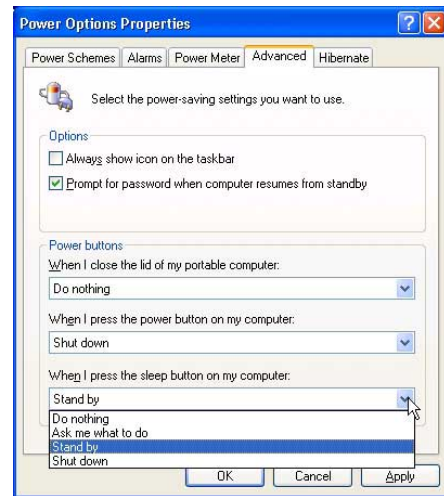 Power Options Properties
Power Schemes Alarms Power Meter Advanced Hibernate
Select the power-saving settings you want to use.
Options
Always show icon on the taskbar
Prompt for password when computer resumes from standby
Power buttons
When I close the lid of my portable computer:
Do nothing
When I press the power button on my computer:
Shut down
When I press the sleep button on my computer:
Stand by
Do nothing
Ask me what to do
Stand by
Shut down
OK Cancel Apply